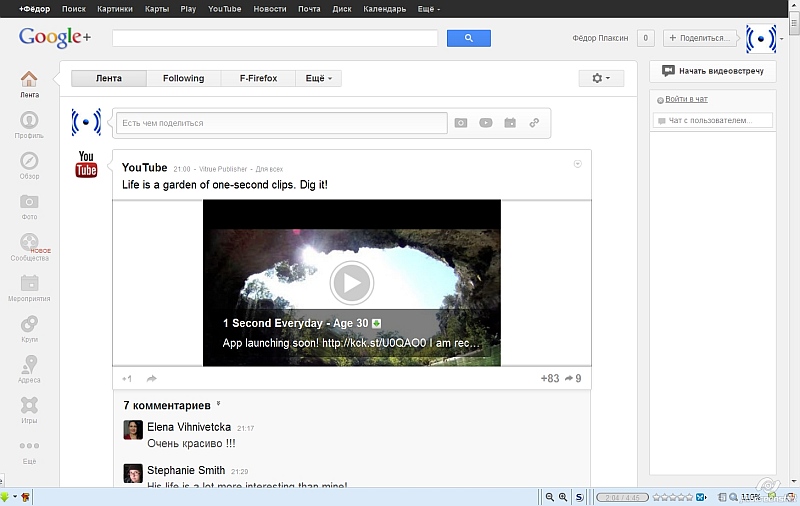 +Фёдор Поиск Картинки Карты Play YouTube Новости Почта Диск Календарь Ещё
Google+
Фёдор Плаксин 0 + Поделиться...
Лента Following F-Firefox Ещё
Начать видеовстречу
Войти в чат
Чат с пользователем...
Лента
Профиль
Обзор
Фото
НОВОЕ
Сообщества
Мероприятия
Круги
Адреса
Игры
Ещё
Есть чем поделиться
You Tube
YouTube 21:00 - Vitrue Publisher - Для всех
Life is a garden of one-second clips. Dig it!
1 Second Everyday - Age 30
App launching soon! http://kck.st/U0QAO0 I am rec...
+1
+83 9
7 комментариев
Elena Vihnivetcka 21:17
Очень красиво !!!
Stephanie Smith 21:29
His life is a lot more interesting than mine!
2:04 / 4:45
110%